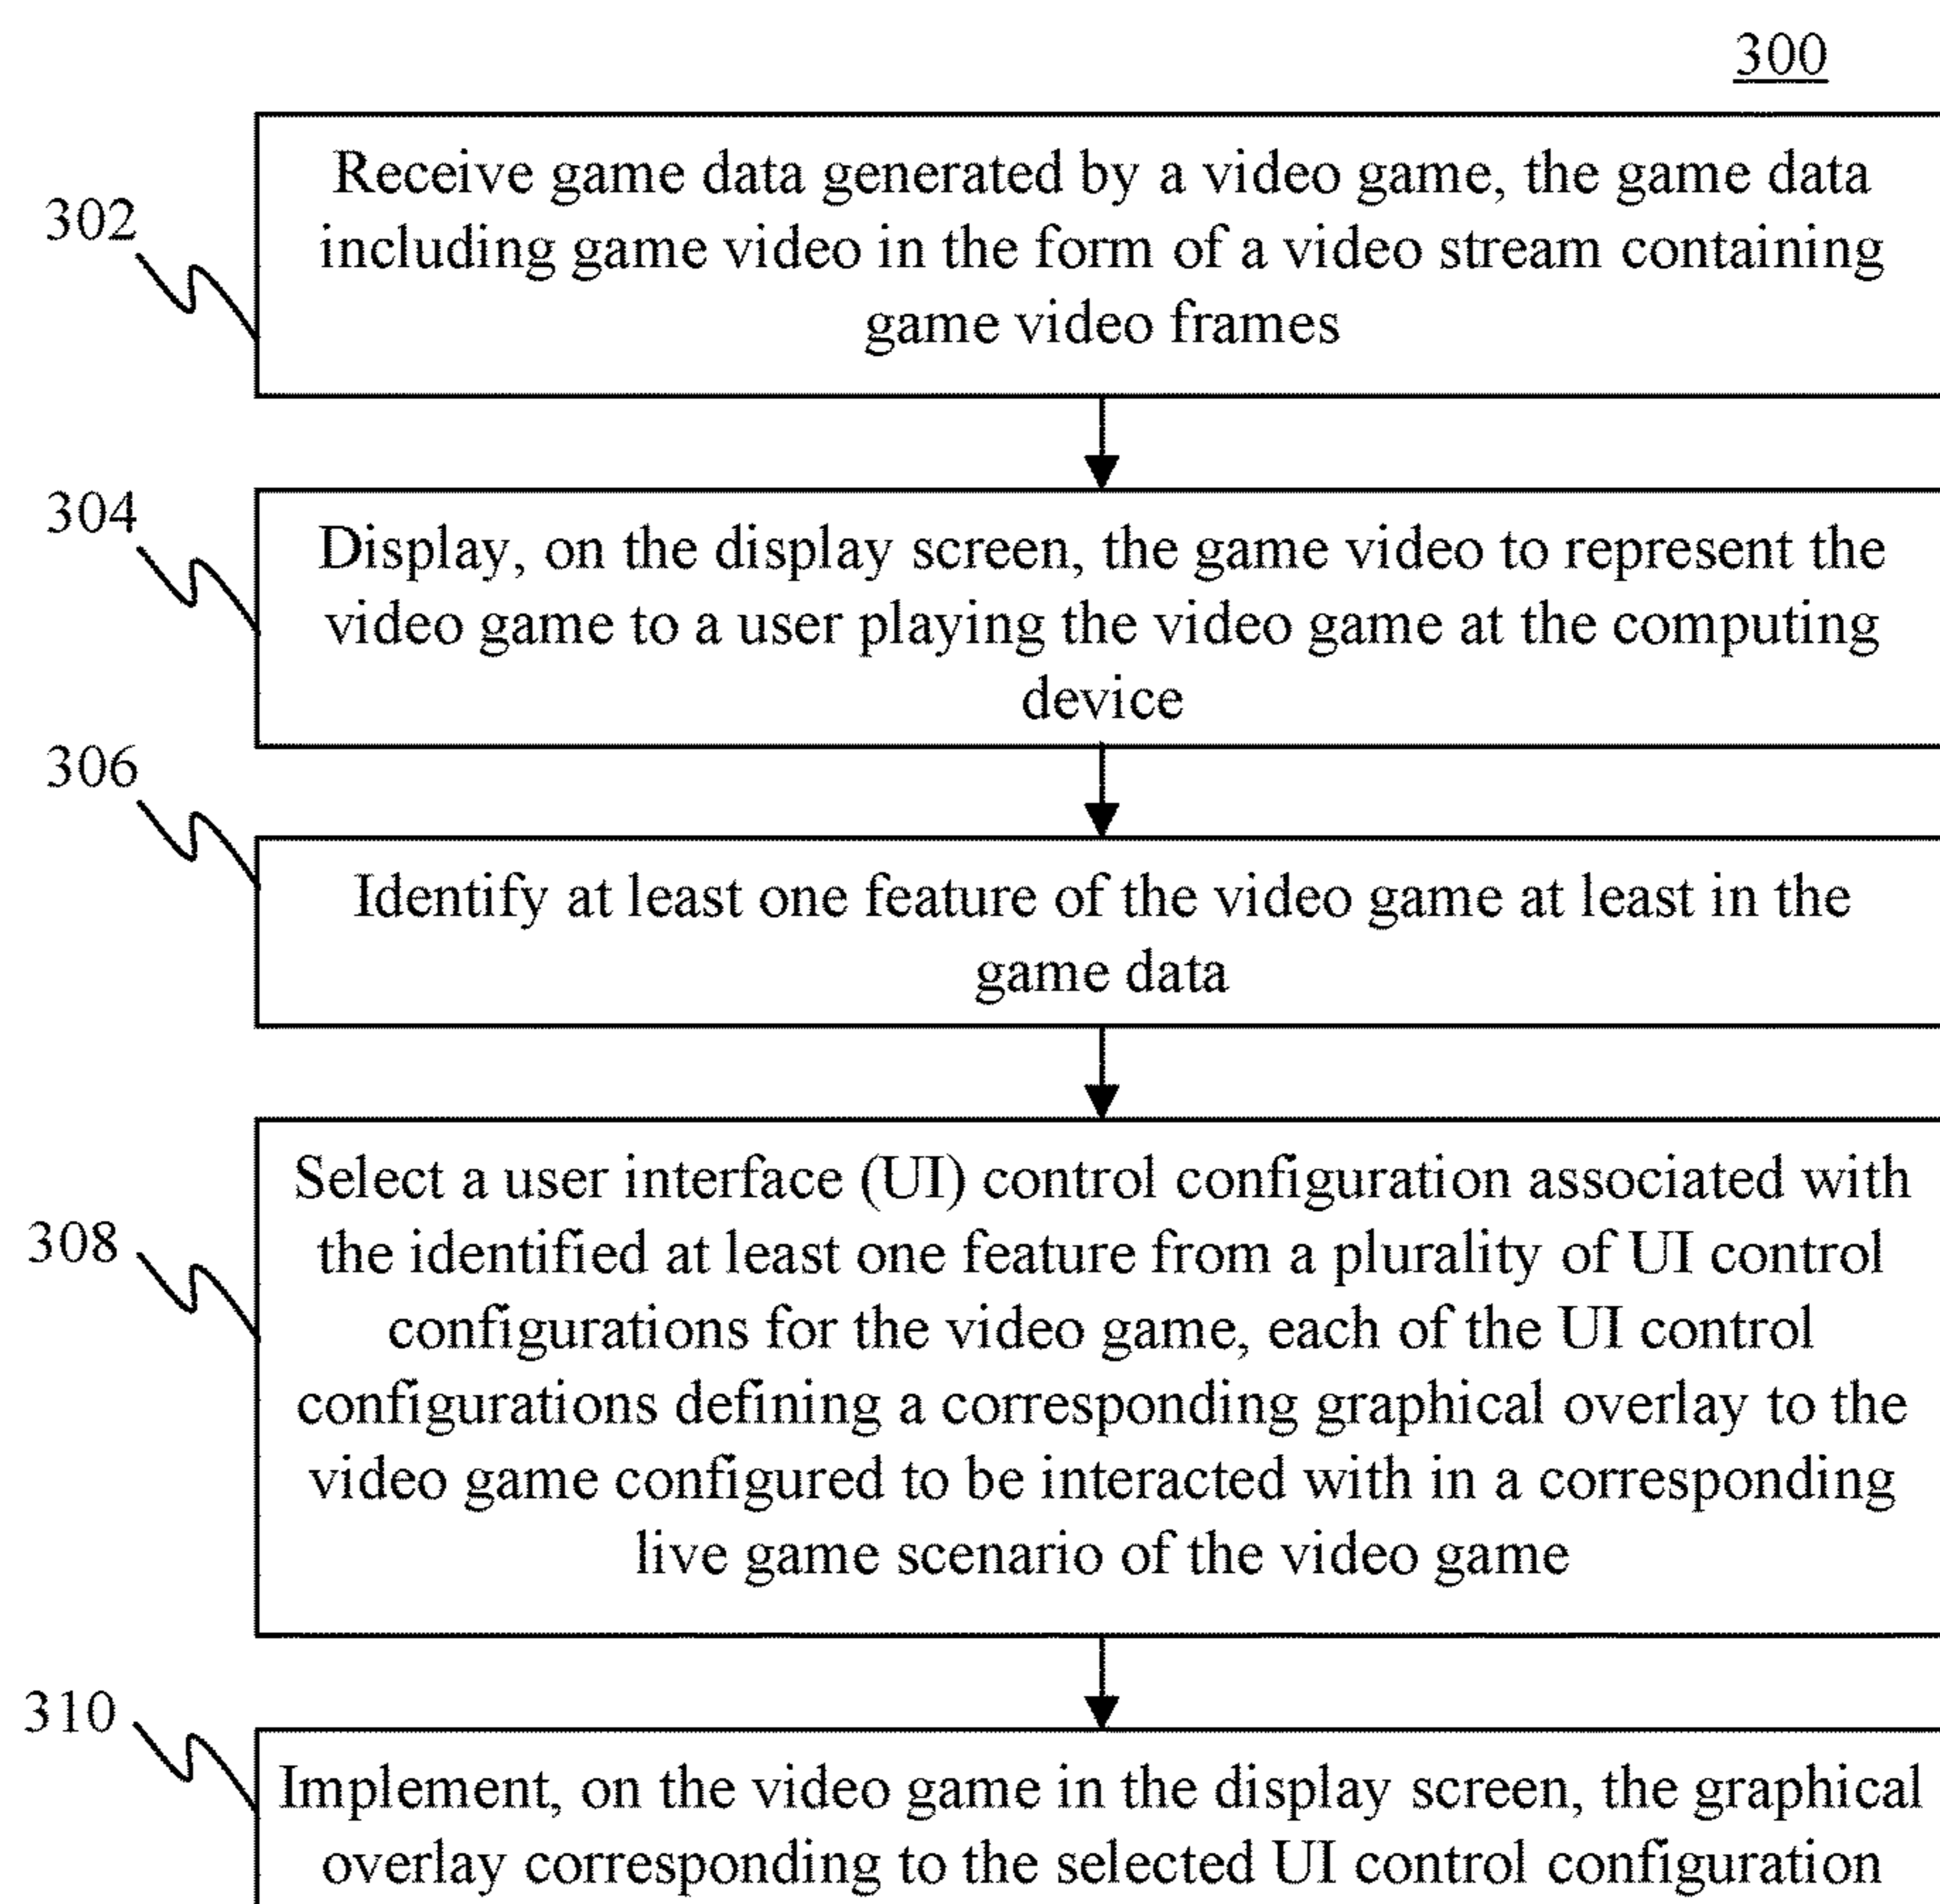 300
302
Receive game data generated by a video game, the game data
including game video in the form of a video stream containing
game video frames
304
Display, on the display screen, the game video to represent the
video game to a user playing the video game at the computing
device
306
Identify at least one feature of the video game at least in the
game data
308
Select a user interface (UI) control configuration associated with
the identified at least one feature from a plurality of UI control
configurations for the video game, each of the UI control
configurations defining a corresponding graphical overlay to the
video game configured to be interacted with in a corresponding
live game scenario of the video game
310
Implement, on the video game in the display screen, the graphical
overlay corresponding to the selected UI control configuration